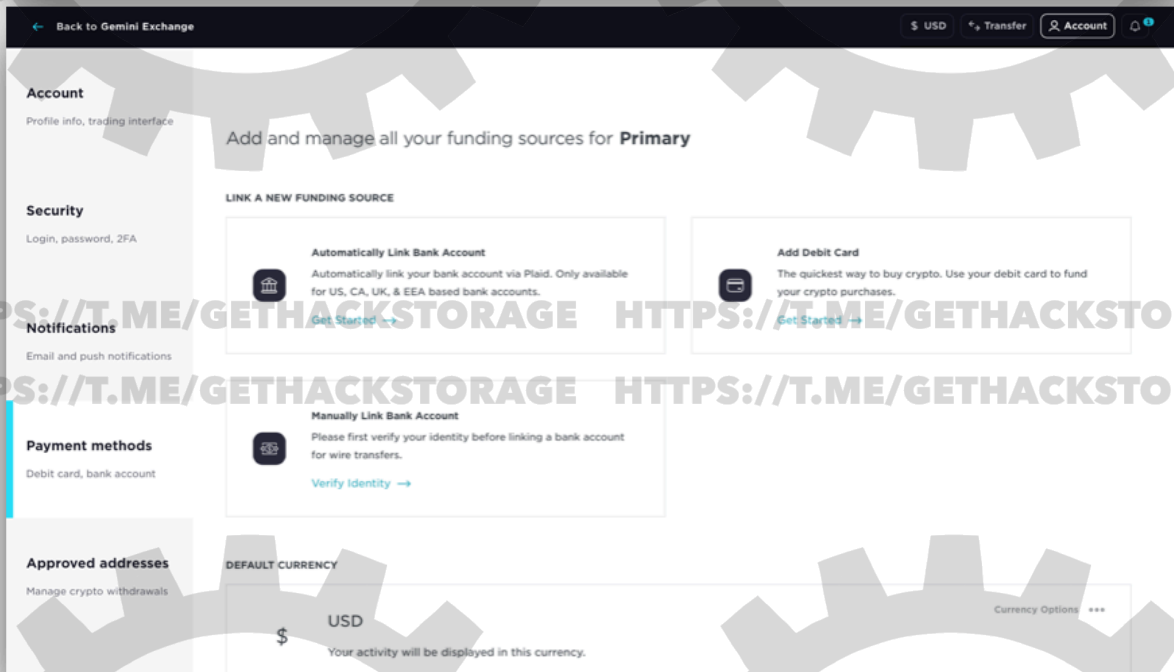 Back to Gemini Exchange
$ USD
Transfer
Account
1
Account
Profile info, trading interface
Add and manage all your funding sources for Primary
Security
Login, password, 2FA
LINK A NEW FUNDING SOURCE
Automatically Link Bank Account
Automatically link your bank account via Plaid. Only available
for US, CA, UK, & EEA based bank accounts.
Get Started →
Add Debit Card
The quickest way to buy crypto. Use your debit card to fund
your crypto purchases.
Get Started →
PS://T.ME/GETHACKSTORAGE HTTPS://T.ME/GETHACKSTO
Notifications
Email and push notifications
PS://T.ME/GETHACKSTORAGE HTTPS://T.ME/GETHACKSTO
Manually Link Bank Account
Please first verify your identity before linking a bank account
for wire transfers.
Verify Identity →
Payment methods
Debit card, bank account
Approved addresses
Manage crypto withdrawals
DEFAULT CURRENCY
Currency Options •••
$
USD
Your activity will be displayed in this currency.